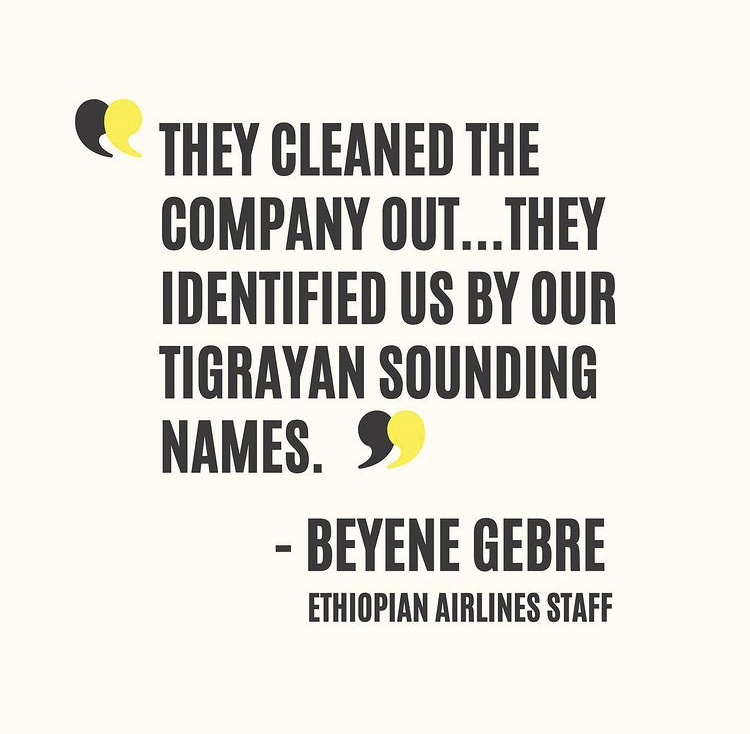 THEY CLEANED THE
COMPANY OUT...THEY
IDENTIFIED US BY OUR
TIGRAYAN SOUNDING
NAMES.
- BEYENE GEBRE
ETHIOPIAN AIRLINES STAFF